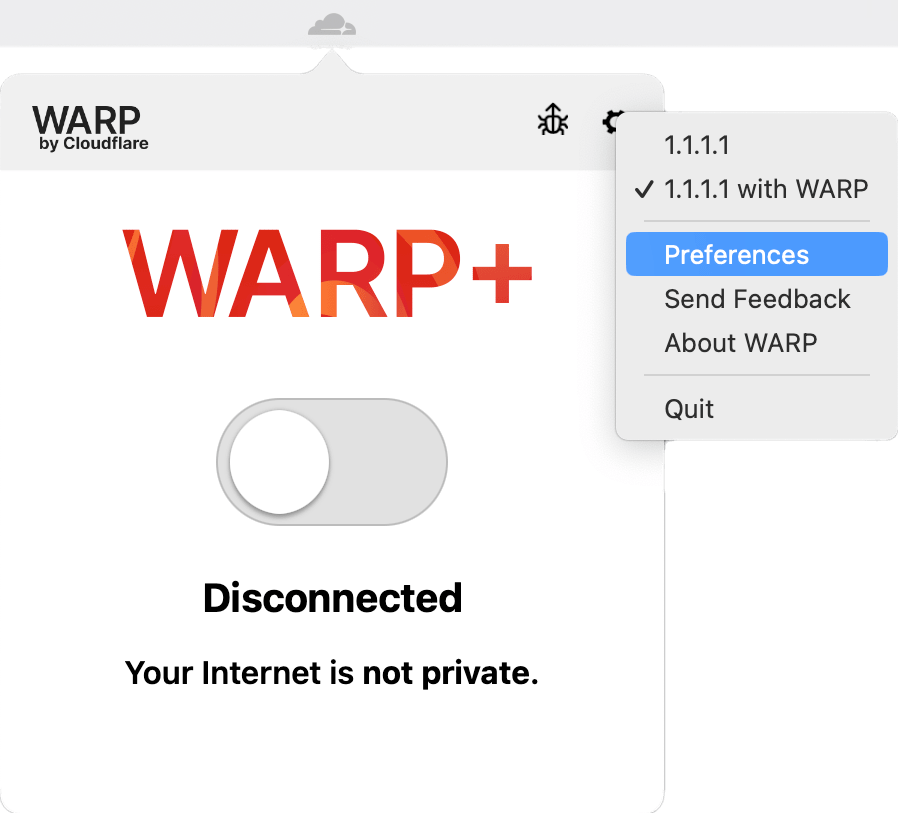 WARP
by Cloudflare
1.1.1.1
✓ 1.1.1.1 with WARP
Preferences
Send Feedback
About WARP
Quit
WARP+
Disconnected
Your Internet is not private.